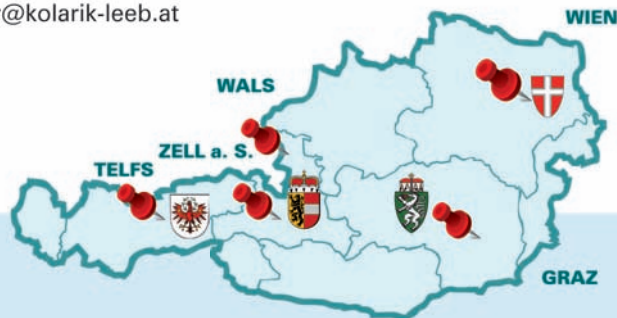 @kolarik-leeb.at
WIEN
WALS
ZELL a. S.
TELFS
GRAZ